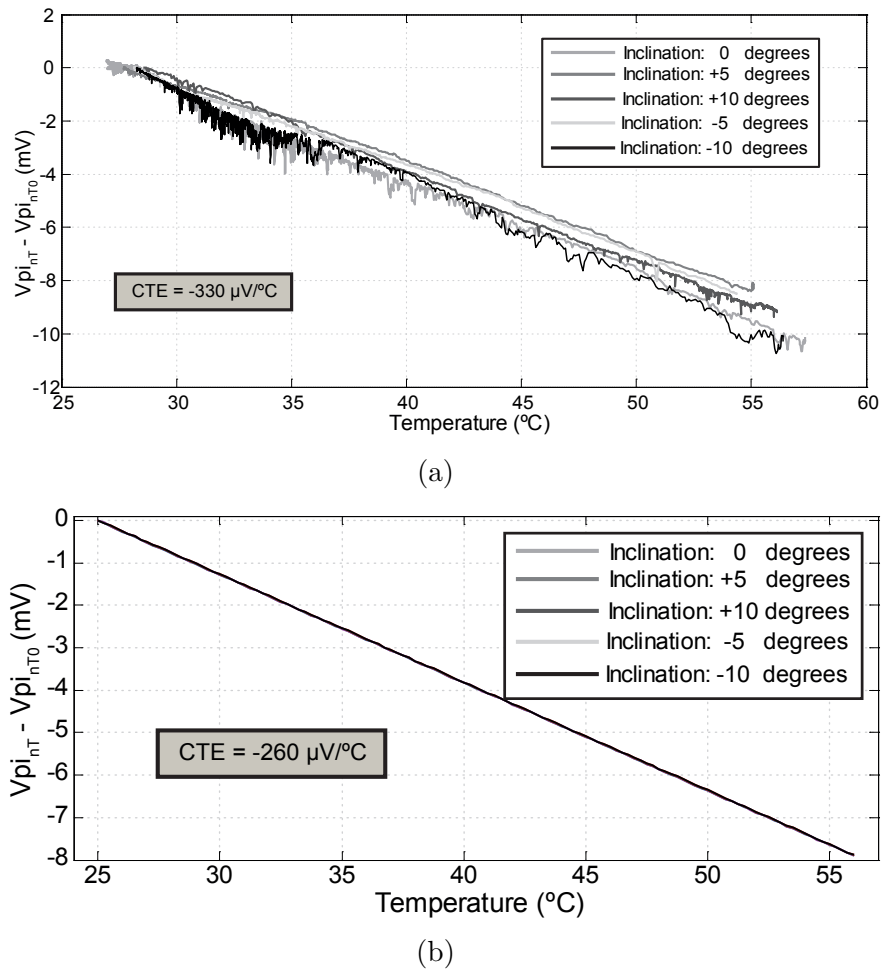 2
0
-2
-4
-6
-8
-10
-12
Vpi_nT - Vpi_nT0 (mV)
Inclination: 0 degrees
Inclination: +5 degrees
Inclination: +10 degrees
Inclination: -5 degrees
Inclination: -10 degrees
CTE = -330 µV/ºC
25 30 35 40 45 50 55 60
Temperature (ºC)
(a)
0
-1
-2
-3
-4
-5
-6
-7
-8
Vpi_nT - Vpi_nT0 (mV)
Inclination: 0 degrees
Inclination: +5 degrees
Inclination: +10 degrees
Inclination: -5 degrees
Inclination: -10 degrees
CTE = -260 µV/ºC
25 30 35 40 45 50 55
Temperature (ºC)
(b)